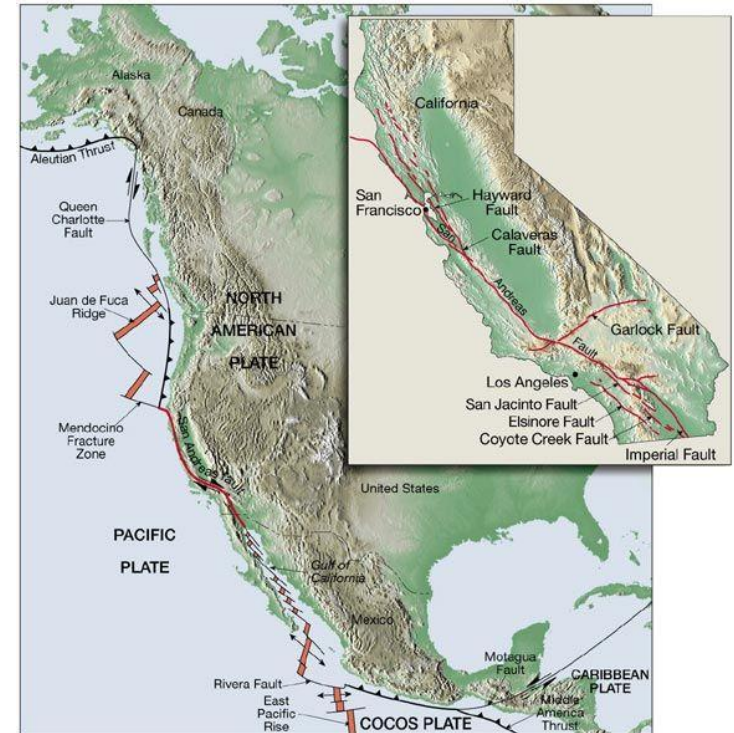 Alaska
Canada
Aleutian Thrust
Queen
Charlotte
Fault
Juan de Fuca
Ridge
NORTH
AMERICAN
PLATE
Mendocino
Fracture
Zone
San Andreas Fault
United States
PACIFIC
PLATE
Gulf of
California
Mexico
Motagua
Fault
CARIBBEAN
PLATE
Rivera Fault
East
Pacific
Rise
COCOS PLATE
Middle
America
Thrust
California
San
Francisco
Hayward
Fault
Calaveras
Fault
San
Andreas
Fault
Garlock Fault
Los Angeles
San Jacinto Fault
Elsinore Fault
Coyote Creek Fault
Imperial Fault